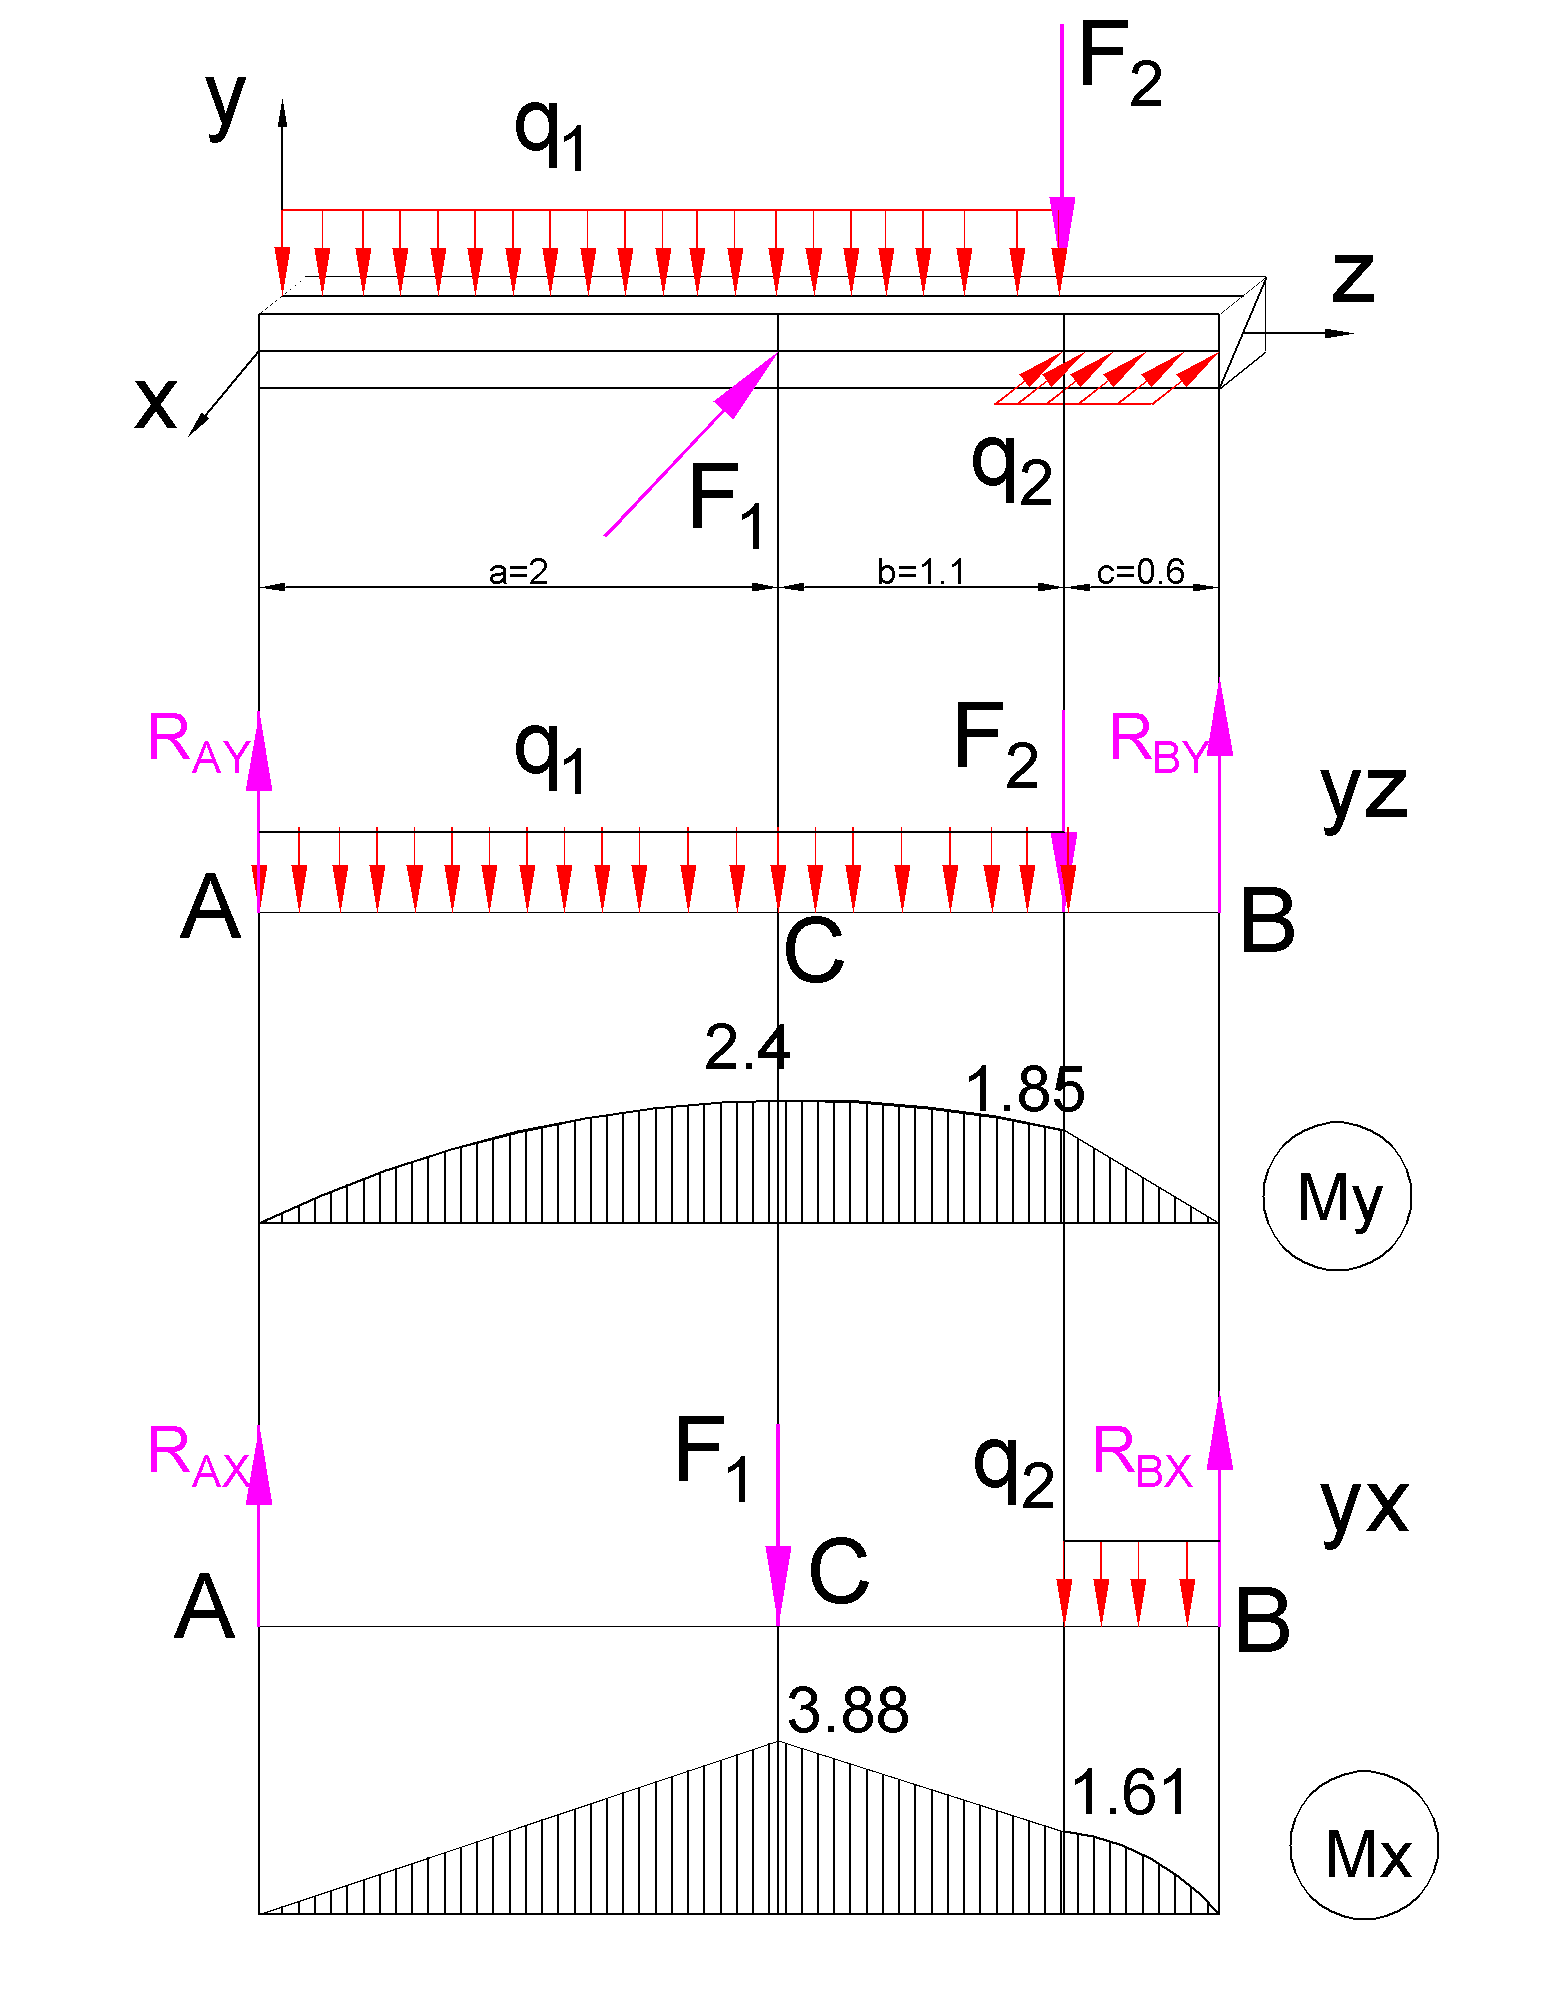 F2
y
q1
z
x
q2
F1
a=2
b=1.1
c=0.6
RAY
q1
F2
RBY
yz
A
C
B
2.4
1.85
My
RAX
F1
q2
RBX
yx
A
C
B
3.88
1.61
Mx